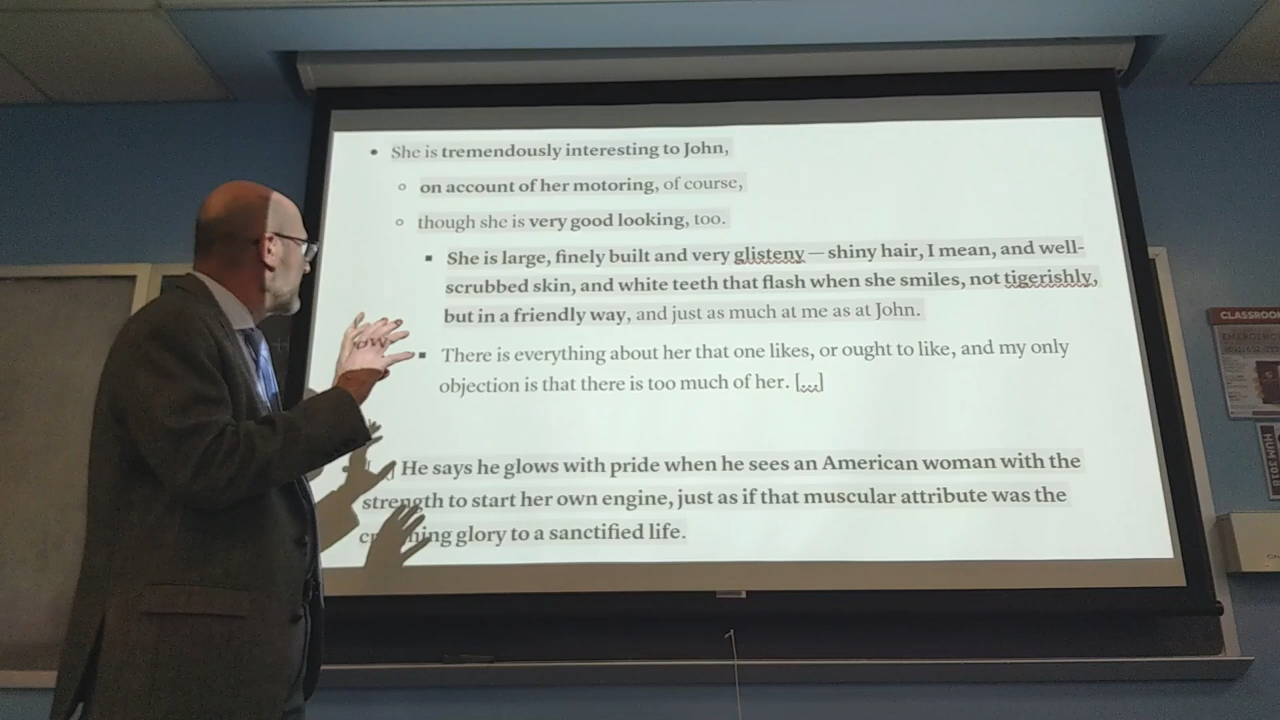 She is tremendously interesting to John,
on account of her motoring, of course,
though she is very good looking, too.
She is large, finely built and very glisteny — shiny hair, I mean, and well-
scrubbed skin, and white teeth that flash when she smiles, not tigerishly,
but in a friendly way, and just as much at me as at John.
There is everything about her that one likes, or ought to like, and my only
objection is that there is too much of her. [...]
He says he glows with pride when he sees an American woman with the
strength to start her own engine, just as if that muscular attribute was the
glory to a sanctified life.
CLASSROOM
HUM 301B